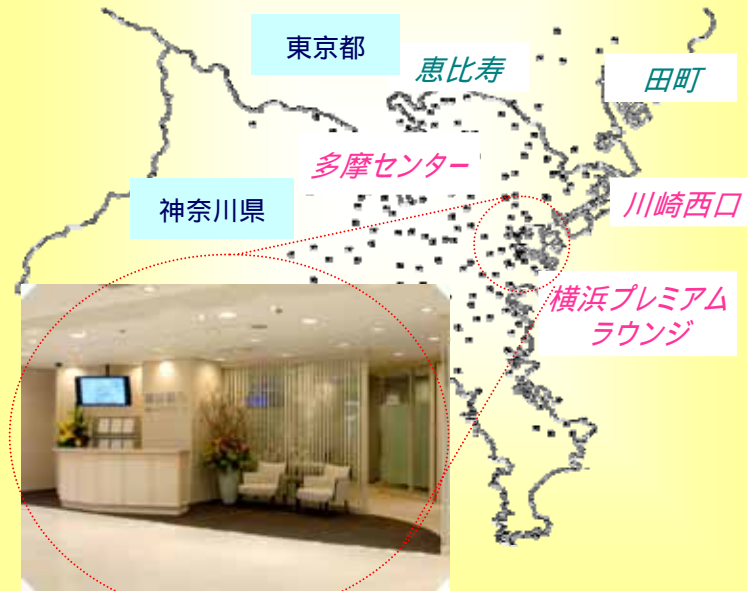 東京都
恵比寿
田町
多摩センター
神奈川県
川崎西口
横浜プレミアム
ラウンジ